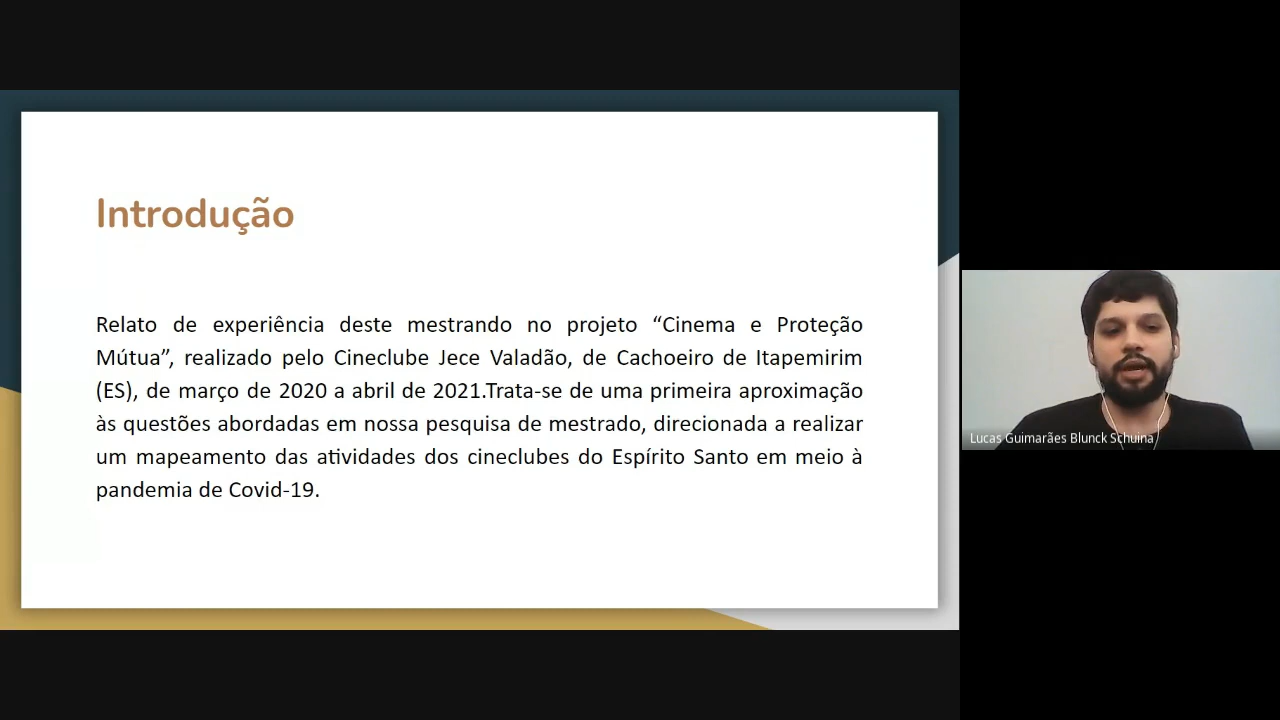 Introdução
Relato de experiência deste mestrando no projeto “Cinema e Proteção
Mútua”, realizado pelo Cineclube Jece Valadão, de Cachoeiro de Itapemirim
(ES), de março de 2020 a abril de 2021.Trata-se de uma primeira aproximação
às questões abordadas em nossa pesquisa de mestrado, direcionada a realizar
um mapeamento das atividades dos cineclubes do Espírito Santo em meio à
pandemia de Covid-19.
Lucas Guimarães Blunck Schuina